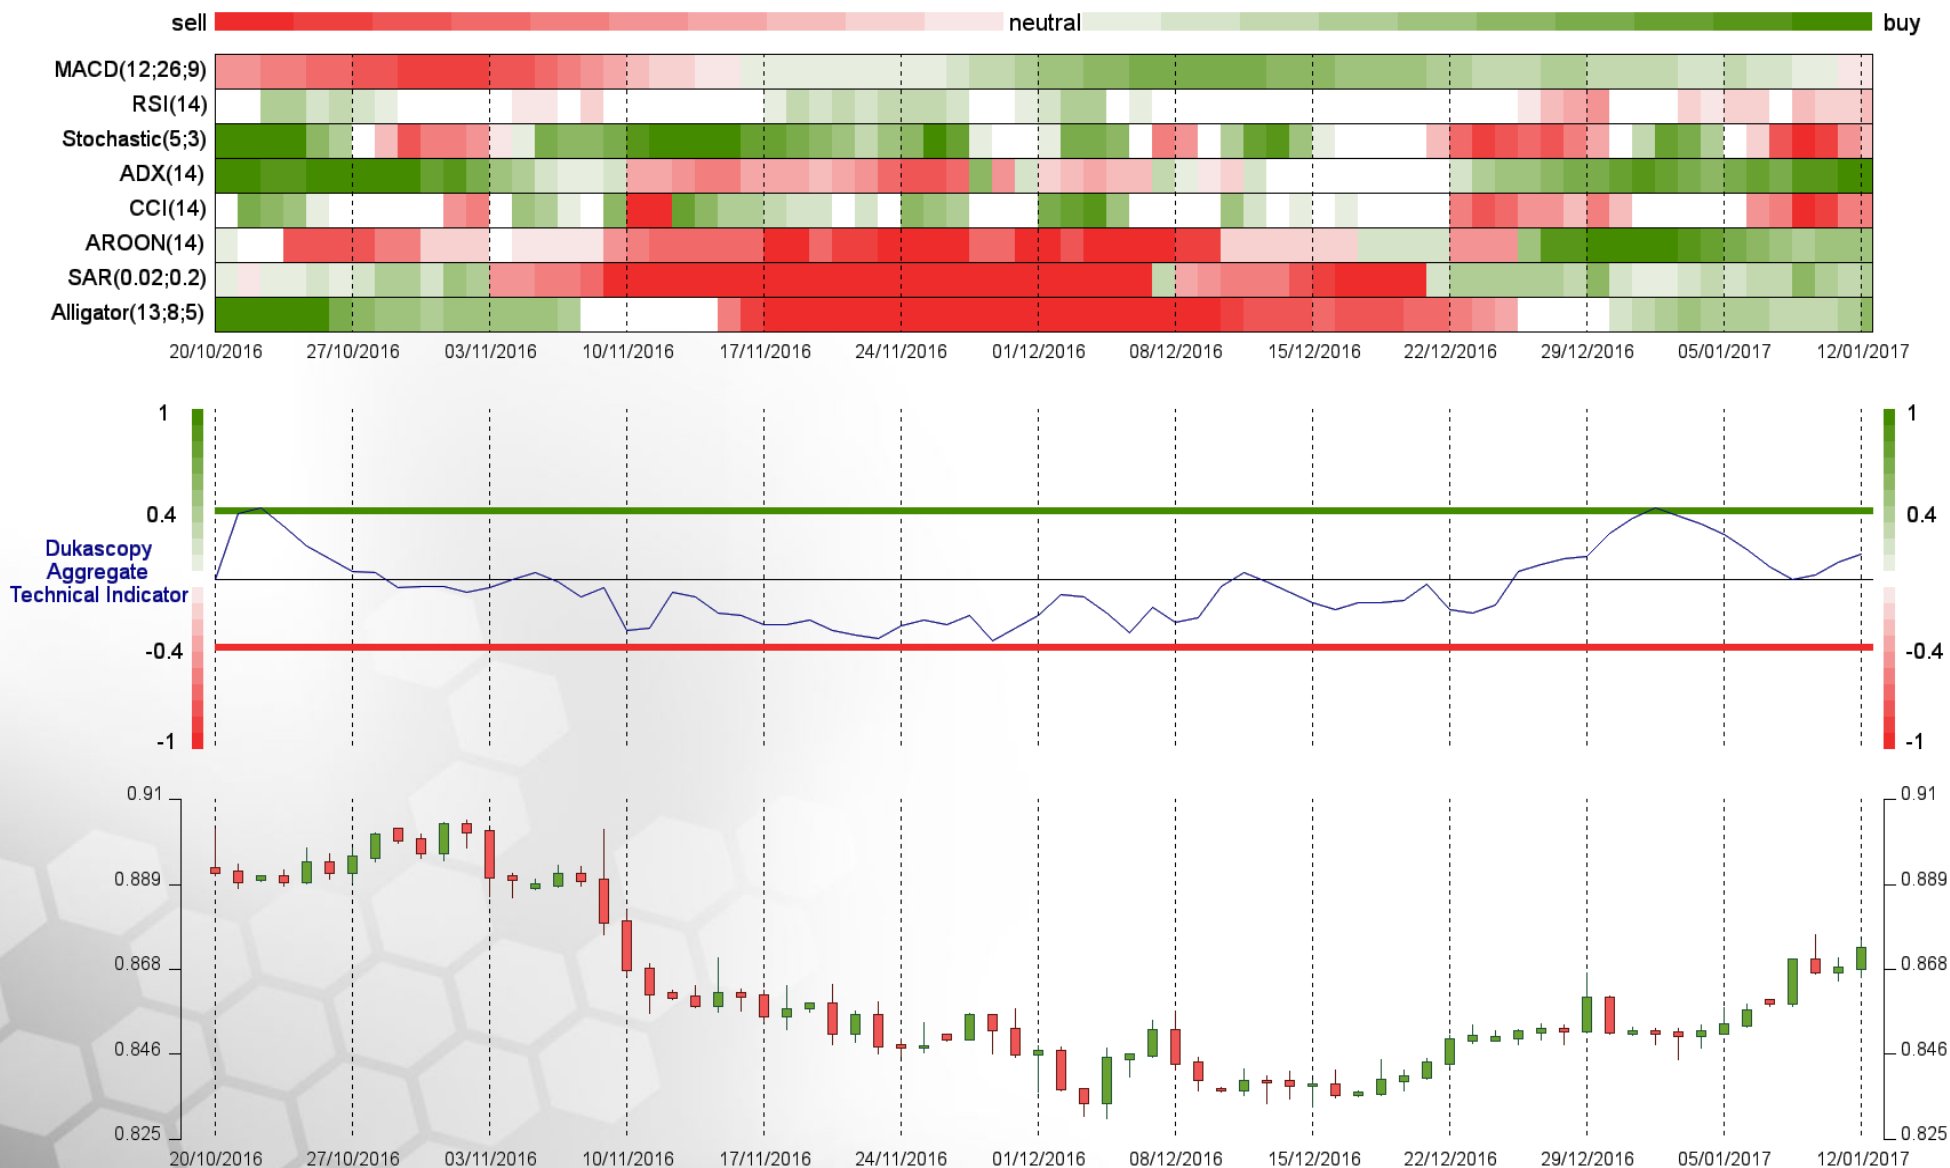 sell neutral buy
MACD(12;26;9)
RSI(14)
Stochastic(5;3)
ADX(14)
CCI(14)
AROON(14)
SAR(0.02;0.2)
Alligator(13;8;5)
20/10/2016 27/10/2016 03/11/2016 10/11/2016 17/11/2016 24/11/2016 01/12/2016 08/12/2016 15/12/2016 22/12/2016 29/12/2016 05/01/2017 12/01/2017
1 1
0.4 0.4
Dukascopy
Aggregate
Technical Indicator
-0.4 -0.4
-1 -1
0.91 0.91
0.889 0.889
0.868 0.868
0.846 0.846
0.825 0.825
20/10/2016 27/10/2016 03/11/2016 10/11/2016 17/11/2016 24/11/2016 01/12/2016 08/12/2016 15/12/2016 22/12/2016 29/12/2016 05/01/2017 12/01/2017